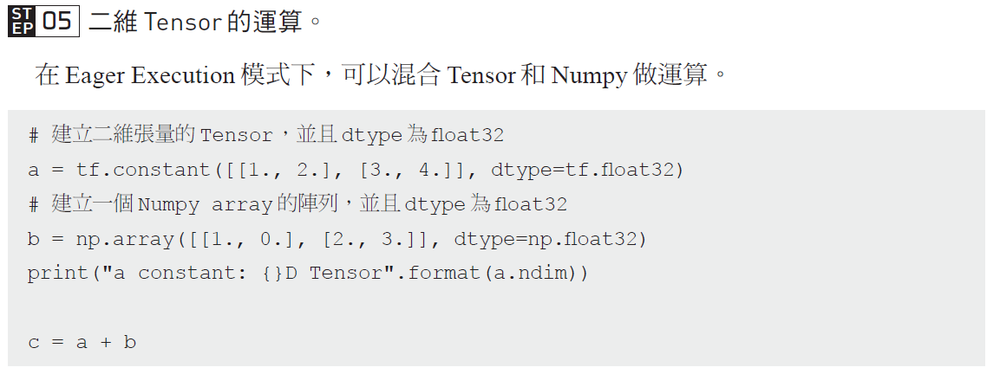 STEP 05 二維 Tensor 的運算。
在 Eager Execution 模式下，可以混合 Tensor 和 Numpy 做運算。
# 建立二維張量的 Tensor，並且 dtype 為 float32
a = tf.constant([[1., 2.], [3., 4.]], dtype=tf.float32)
# 建立一個 Numpy array 的陣列，並且 dtype 為 float32
b = np.array([[1., 0.], [2., 3.]], dtype=np.float32)
print("a constant: {}D Tensor".format(a.ndim))
c = a + b